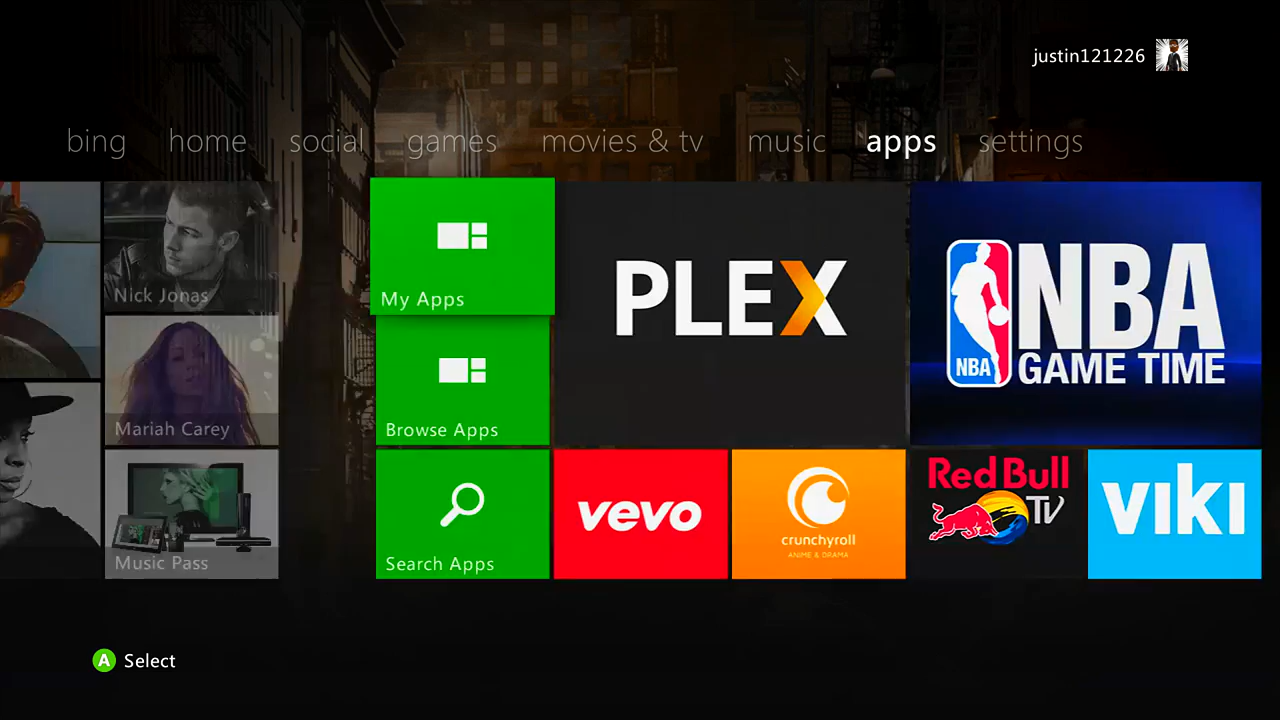 justin121226
bing home social games movies & tv music apps settings
Nick Jonas
Mariah Carey
Music Pass
My Apps
Browse Apps
Search Apps
PLEX
NBA
NBA
GAME TIME
vevo
crunchyroll
ANIME & DRAMA
Red Bull
TV
VIKI
A Select